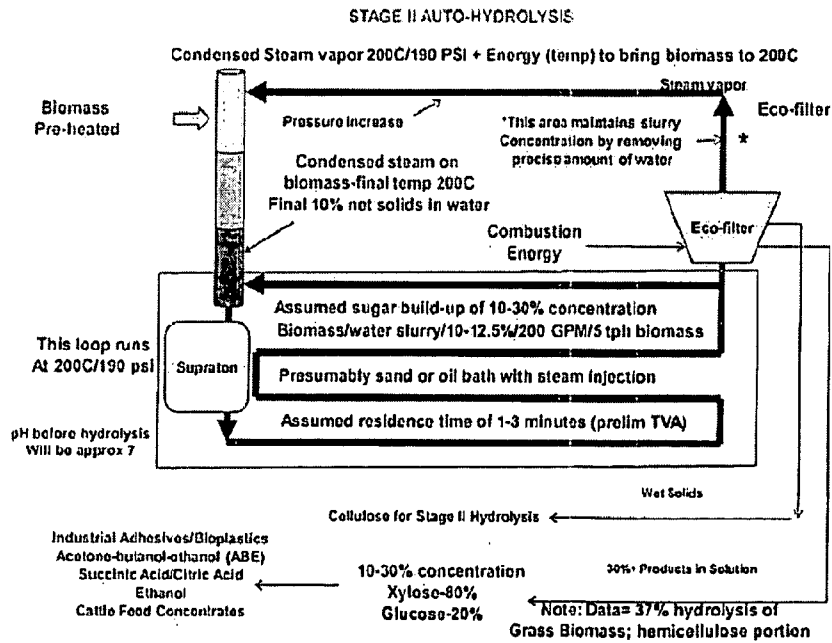 STAGE II AUTO-HYDROLYSIS
Condensed Steam vapor 200C/190 PSI + Energy (temp) to bring biomass to 200C
Steam vapor
Biomass
Pre-heated
Pressure increase
*This area maintains slurry
Concentration by removing
precise amount of water
*
Eco-filter
Condensed steam on
biomass-final temp 200C
Final 10% net solids in water
Combustion
Energy
Eco-filter
Assumed sugar build-up of 10-30% concentration
Biomass/water slurry/10-12.5%/200 GPM/5 tph biomass
This loop runs
At 200C/190 psi
Supraton
Presumably sand or oil bath with steam injection
Assumed residence time of 1-3 minutes (prelim TVA)
pH before hydrolysis
Will be approx 7
Wet Solids
Cellulose for Stage II Hydrolysis
Industrial Adhesives/Bioplastics
Acetone-butanol-ethanol (ABE)
Succinic Acid/Citric Acid
Ethanol
Cattle Food Concentrates
10-30% concentration
Xylose-80%
Glucose-20%
30%+ Products in Solution
Note: Data= 37% hydrolysis of
Grass Biomass; hemicellulose portion